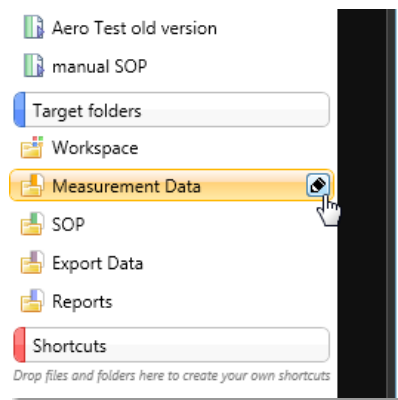 Aero Test old version
manual SOP
Target folders
Workspace
Measurement Data
SOP
Export Data
Reports
Shortcuts
Drop files and folders here to create your own shortcuts